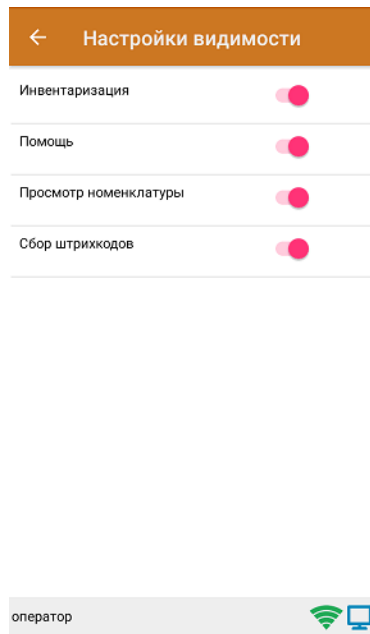 Настройки видимости
Инвентаризация
Помощь
Просмотр номенклатуры
Сбор штрихкодов
оператор